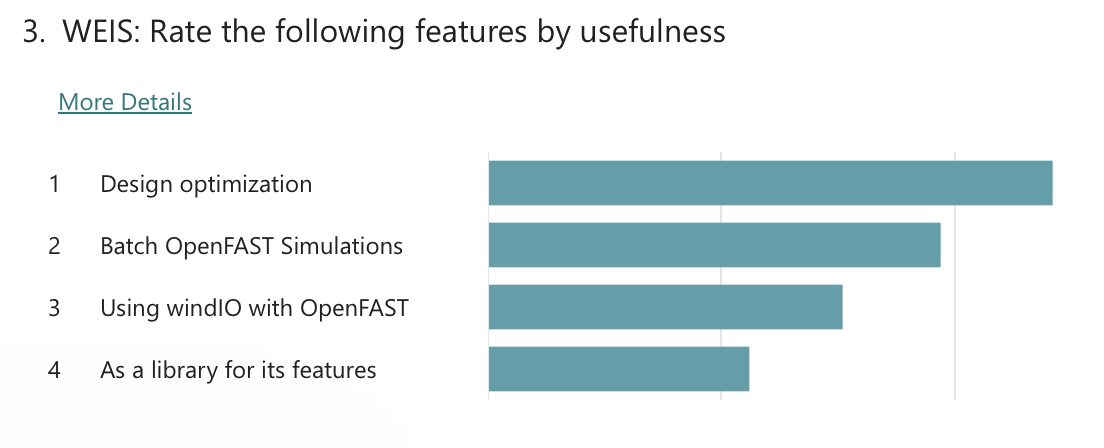 3. WEIS: Rate the following features by usefulness
More Details
1 Design optimization
2 Batch OpenFAST Simulations
3 Using windIO with OpenFAST
4 As a library for its features